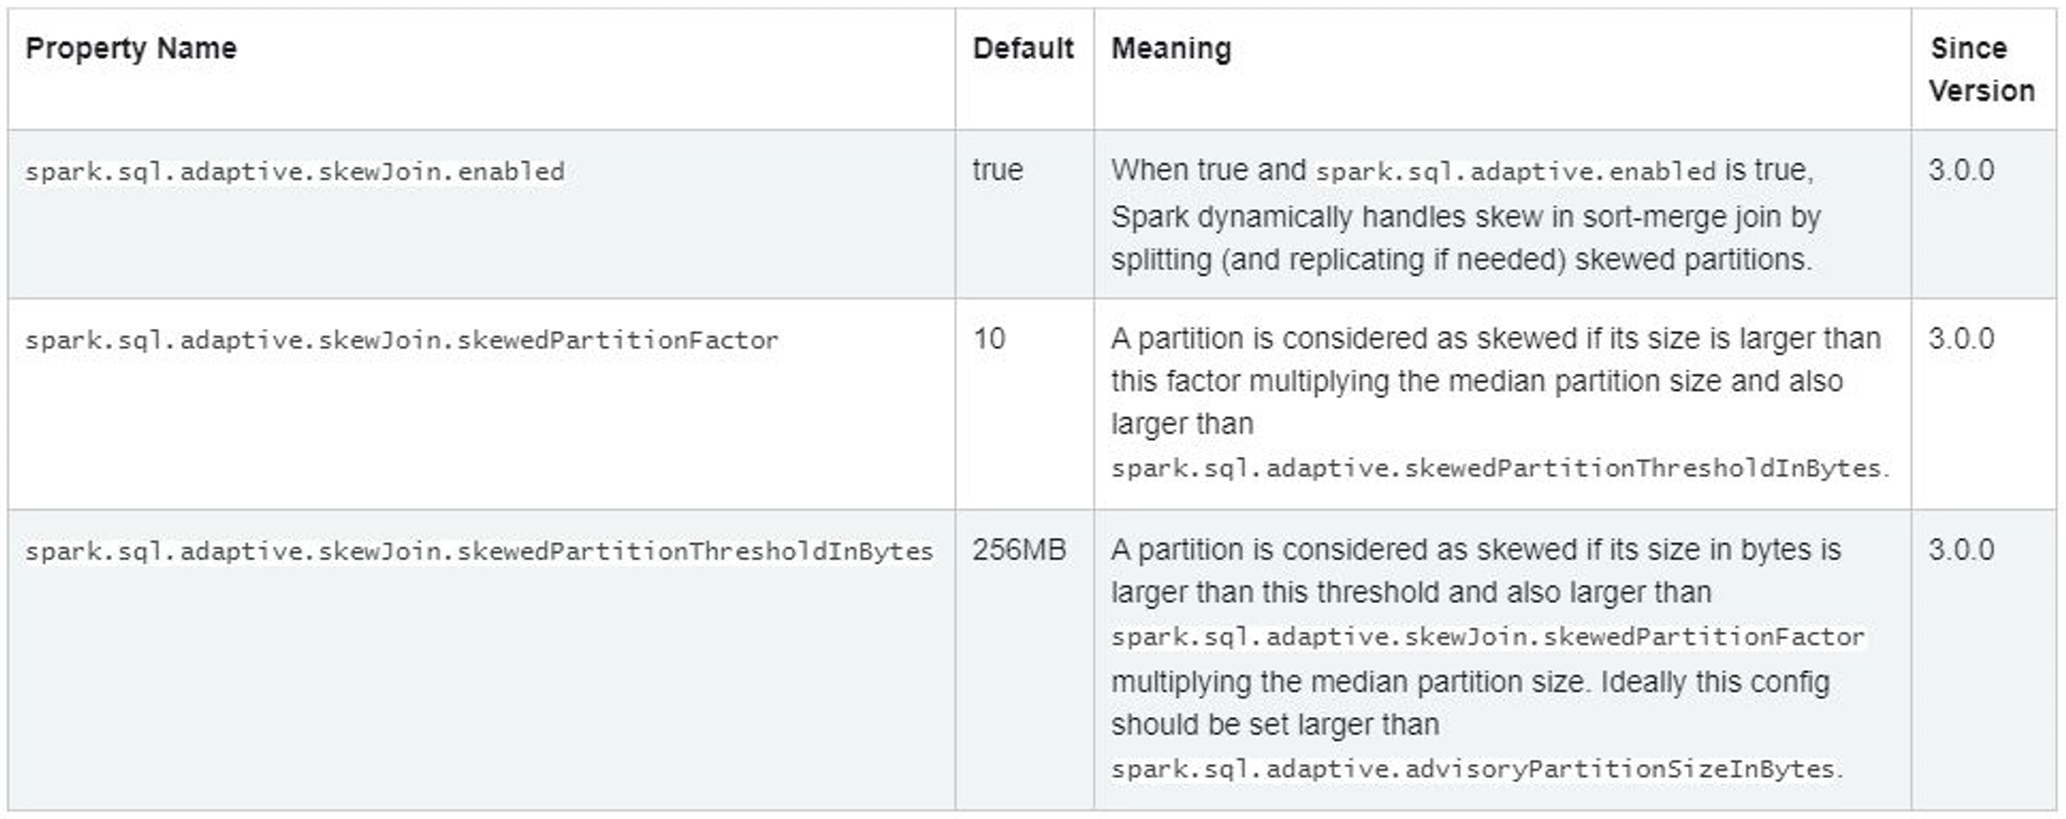 Property Name
Default
Meaning
Since
Version
spark.sql.adaptive.skewJoin.enabled
true
When true and spark.sql.adaptive.enabled is true,
Spark dynamically handles skew in sort-merge join by
splitting (and replicating if needed) skewed partitions.
3.0.0
spark.sql.adaptive.skewJoin.skewedPartitionFactor
10
A partition is considered as skewed if its size is larger than
this factor multiplying the median partition size and also
larger than
spark.sql.adaptive.skewedPartitionThresholdInBytes.
3.0.0
spark.sql.adaptive.skewJoin.skewedPartitionThresholdInBytes
256MB
A partition is considered as skewed if its size in bytes is
larger than this threshold and also larger than
spark.sql.adaptive.skewJoin.skewedPartitionFactor
multiplying the median partition size. Ideally this config
should be set larger than
spark.sql.adaptive.advisoryPartitionSizeInBytes.
3.0.0